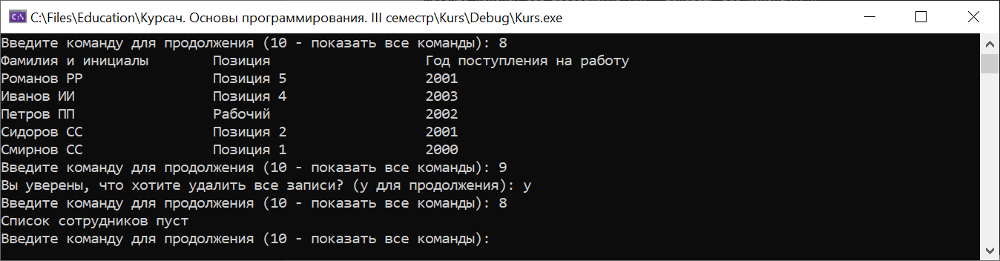 C:\Files\Education\Курсач. Основы программирования. III семестр\Kurs\Debug\Kurs.exe
Введите команду для продолжения (10 - показать все команды): 8
Фамилия и инициалы Позиция Год поступления на работу
Романов РР Позиция 5 2001
Иванов ИИ Позиция 4 2003
Петров ПП Рабочий 2002
Сидоров СС Позиция 2 2001
Смирнов СС Позиция 1 2000
Введите команду для продолжения (10 - показать все команды): 9
Вы уверены, что хотите удалить все записи? (y для продолжения): y
Введите команду для продолжения (10 - показать все команды): 8
Список сотрудников пуст
Введите команду для продолжения (10 - показать все команды):